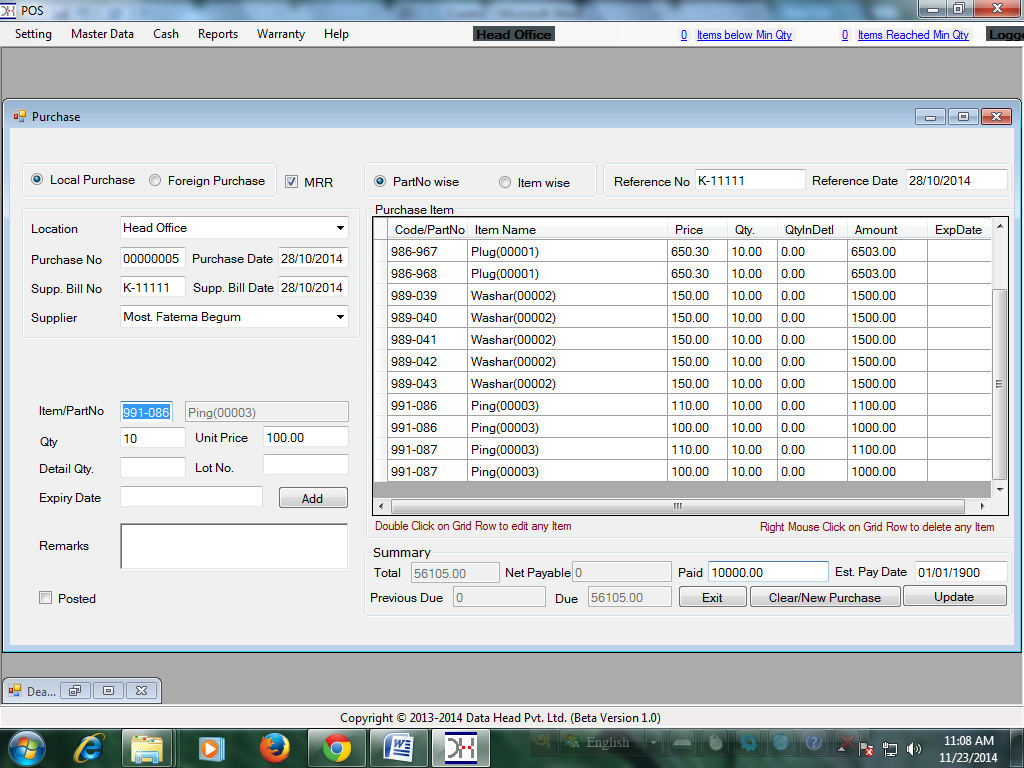 POS
Setting Master Data Cash Reports Warranty Help Head Office 0 Items below Min Qty 0 Items Reached Min Qty Logge
Purchase
Local Purchase Foreign Purchase MRR PartNo wise Item wise Reference No K-11111 Reference Date 28/10/2014
Location Head Office
Purchase No 00000005 Purchase Date 28/10/2014
Supp. Bill No K-11111 Supp. Bill Date 28/10/2014
Supplier Most. Fatema Begum
Item/PartNo 991-086 Ping(00003)
Qty 10 Unit Price 100.00
Detail Qty. Lot No.
Expiry Date Add
Remarks
Posted
Purchase Item
Code/PartNo Item Name Price Qty. QtyInDetl Amount ExpDate
986-967 Plug(00001) 650.30 10.00 0.00 6503.00
986-968 Plug(00001) 650.30 10.00 0.00 6503.00
989-039 Washar(00002) 150.00 10.00 0.00 1500.00
989-040 Washar(00002) 150.00 10.00 0.00 1500.00
989-041 Washar(00002) 150.00 10.00 0.00 1500.00
989-042 Washar(00002) 150.00 10.00 0.00 1500.00
989-043 Washar(00002) 150.00 10.00 0.00 1500.00
991-086 Ping(00003) 110.00 10.00 0.00 1100.00
991-086 Ping(00003) 100.00 10.00 0.00 1000.00
991-087 Ping(00003) 110.00 10.00 0.00 1100.00
991-087 Ping(00003) 100.00 10.00 0.00 1000.00
Double Click on Grid Row to edit any Item Right Mouse Click on Grid Row to delete any Item
Summary
Total 56105.00 Net Payable 0 Paid 10000.00 Est. Pay Date 01/01/1900
Previous Due 0 Due 56105.00 Exit Clear/New Purchase Update
Dea...
Copyright © 2013-2014 Data Head Pvt. Ltd. (Beta Version 1.0)
English 11:08 AM
11/23/2014